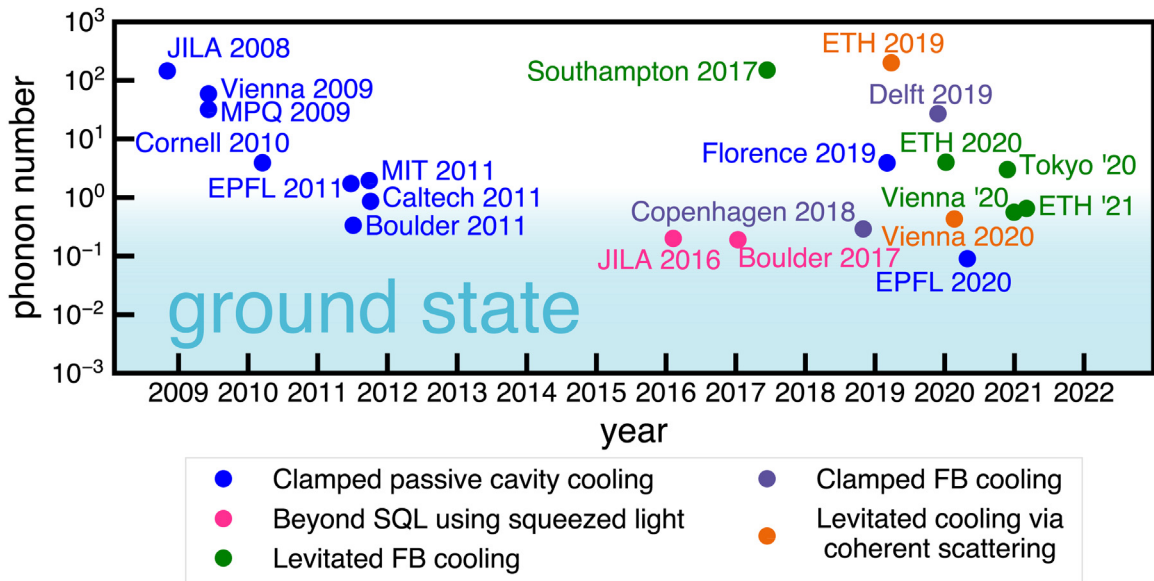 10³
JILA 2008
ETH 2019
10²
Southampton 2017
Vienna 2009
Delft 2019
MPQ 2009
10¹
Cornell 2010
ETH 2020
Florence 2019
MIT 2011
Tokyo '20
EPFL 2011
10⁰
Caltech 2011
Vienna '20
ETH '21
Copenhagen 2018
Boulder 2011
Vienna 2020
10⁻¹
JILA 2016
Boulder 2017
EPFL 2020
ground state
10⁻²
10⁻³
phonon number
2009 2010 2011 2012 2013 2014 2015 2016 2017 2018 2019 2020 2021 2022
year
Clamped passive cavity cooling
Beyond SQL using squeezed light
Levitated FB cooling
Clamped FB cooling
Levitated cooling via
coherent scattering